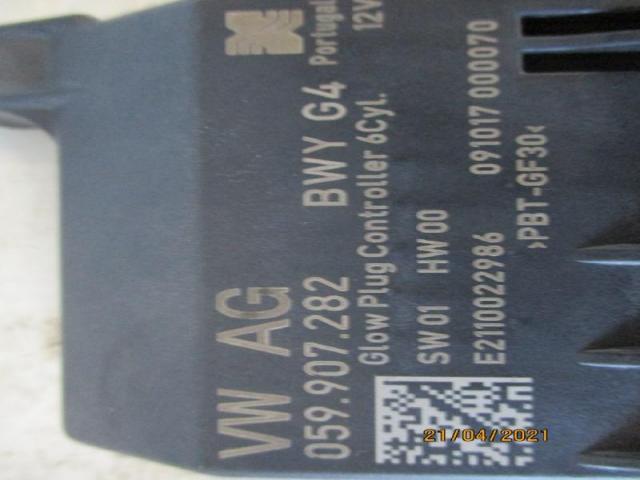 VW AG
059.907.282 BWY G4 Portugal
Glow Plug Controller 6Cyl. 12V
SW 01 HW 00
E2110022986 091017 000070
>PBT-GF30<
21/04/2021